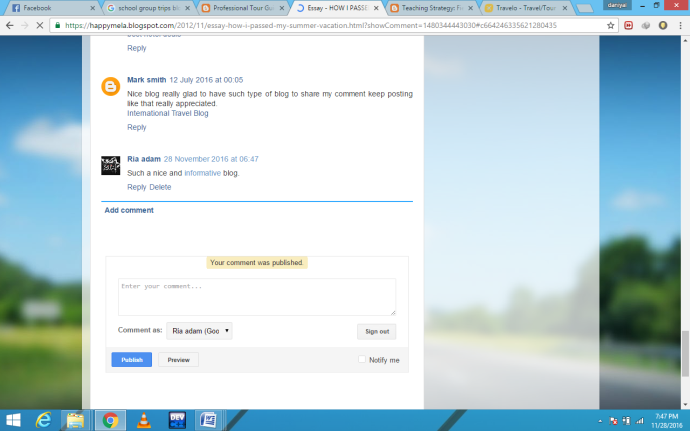 Facebook
school group trips bl
Professional Tour Gu
Essay - HOW I PASSE
Teaching Strategy: Fi
Travelo - Travel/Tour
daniyal
https://happymela.blogspot.com/2012/11/essay-how-i-passed-my-summer-vacation.html?showComment=1480344443030#c664246335621280435
Reply
Mark smith 12 July 2016 at 00:05
Nice blog really glad to have such type of blog to share my comment keep posting
like that really appreciated.
International Travel Blog
Reply
Ria adam 28 November 2016 at 06:47
Such a nice and informative blog.
Reply Delete
Add comment
Your comment was published.
Enter your comment...
Comment as: Ria adam (Goo
Sign out
Publish
Preview
Notify me
DEV
7:47 PM
11/28/2016